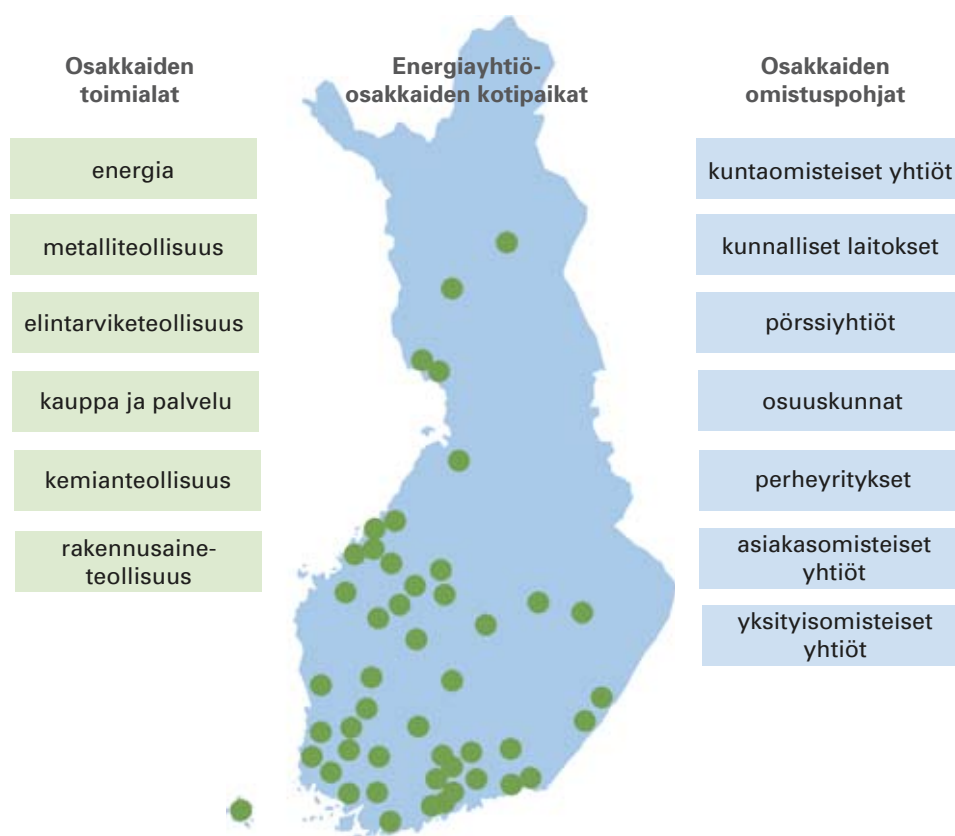 Osakkaiden
toimialat
energia
metalliteollisuus
elintarviketeollisuus
kauppa ja palvelu
kemianteollisuus
rakennusaine-
teollisuus
Energiayhtiö-
osakkaiden kotipaikat
Osakkaiden
omistuspohjat
kuntaomisteiset yhtiöt
kunnalliset laitokset
pörssiyhtiöt
osuuskunnat
perheyritykset
asiakasomisteiset
yhtiöt
yksityisomisteiset
yhtiöt